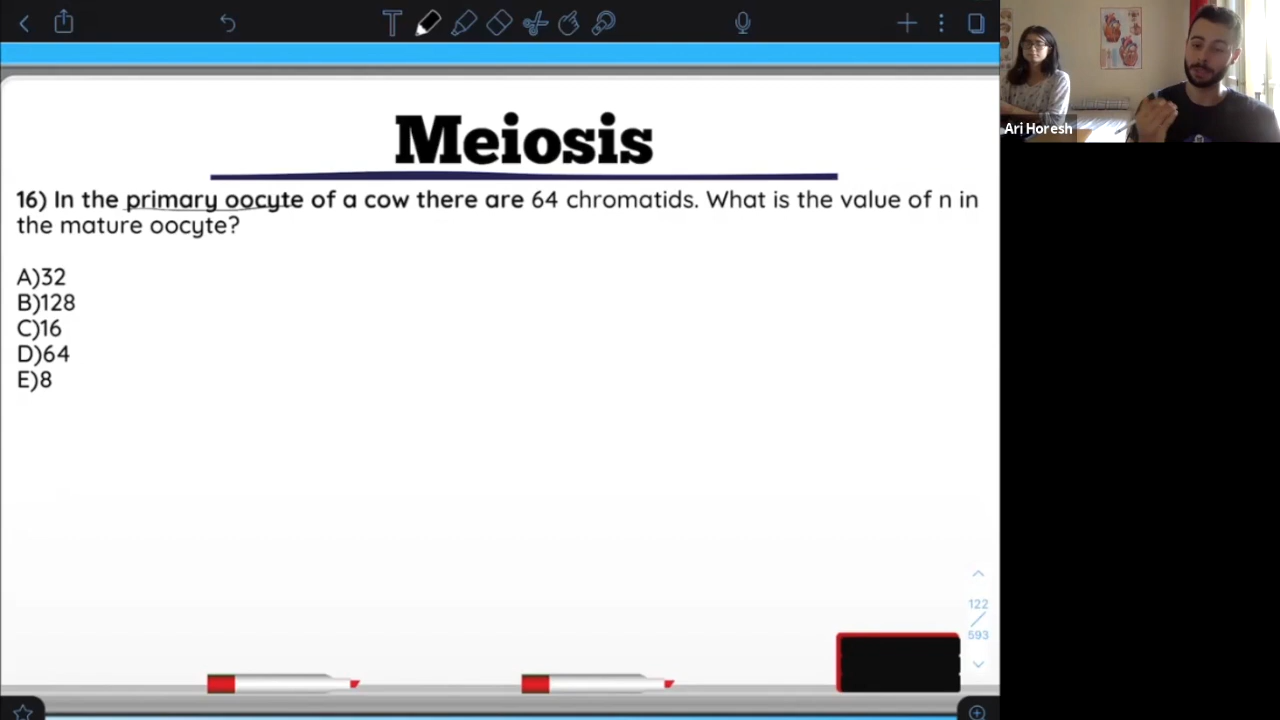 Meiosis
16) In the primary oocyte of a cow there are 64 chromatids. What is the value of n in
the mature oocyte?
A)32
B)128
C)16
D)64
E)8
Ari Horesh
122
593